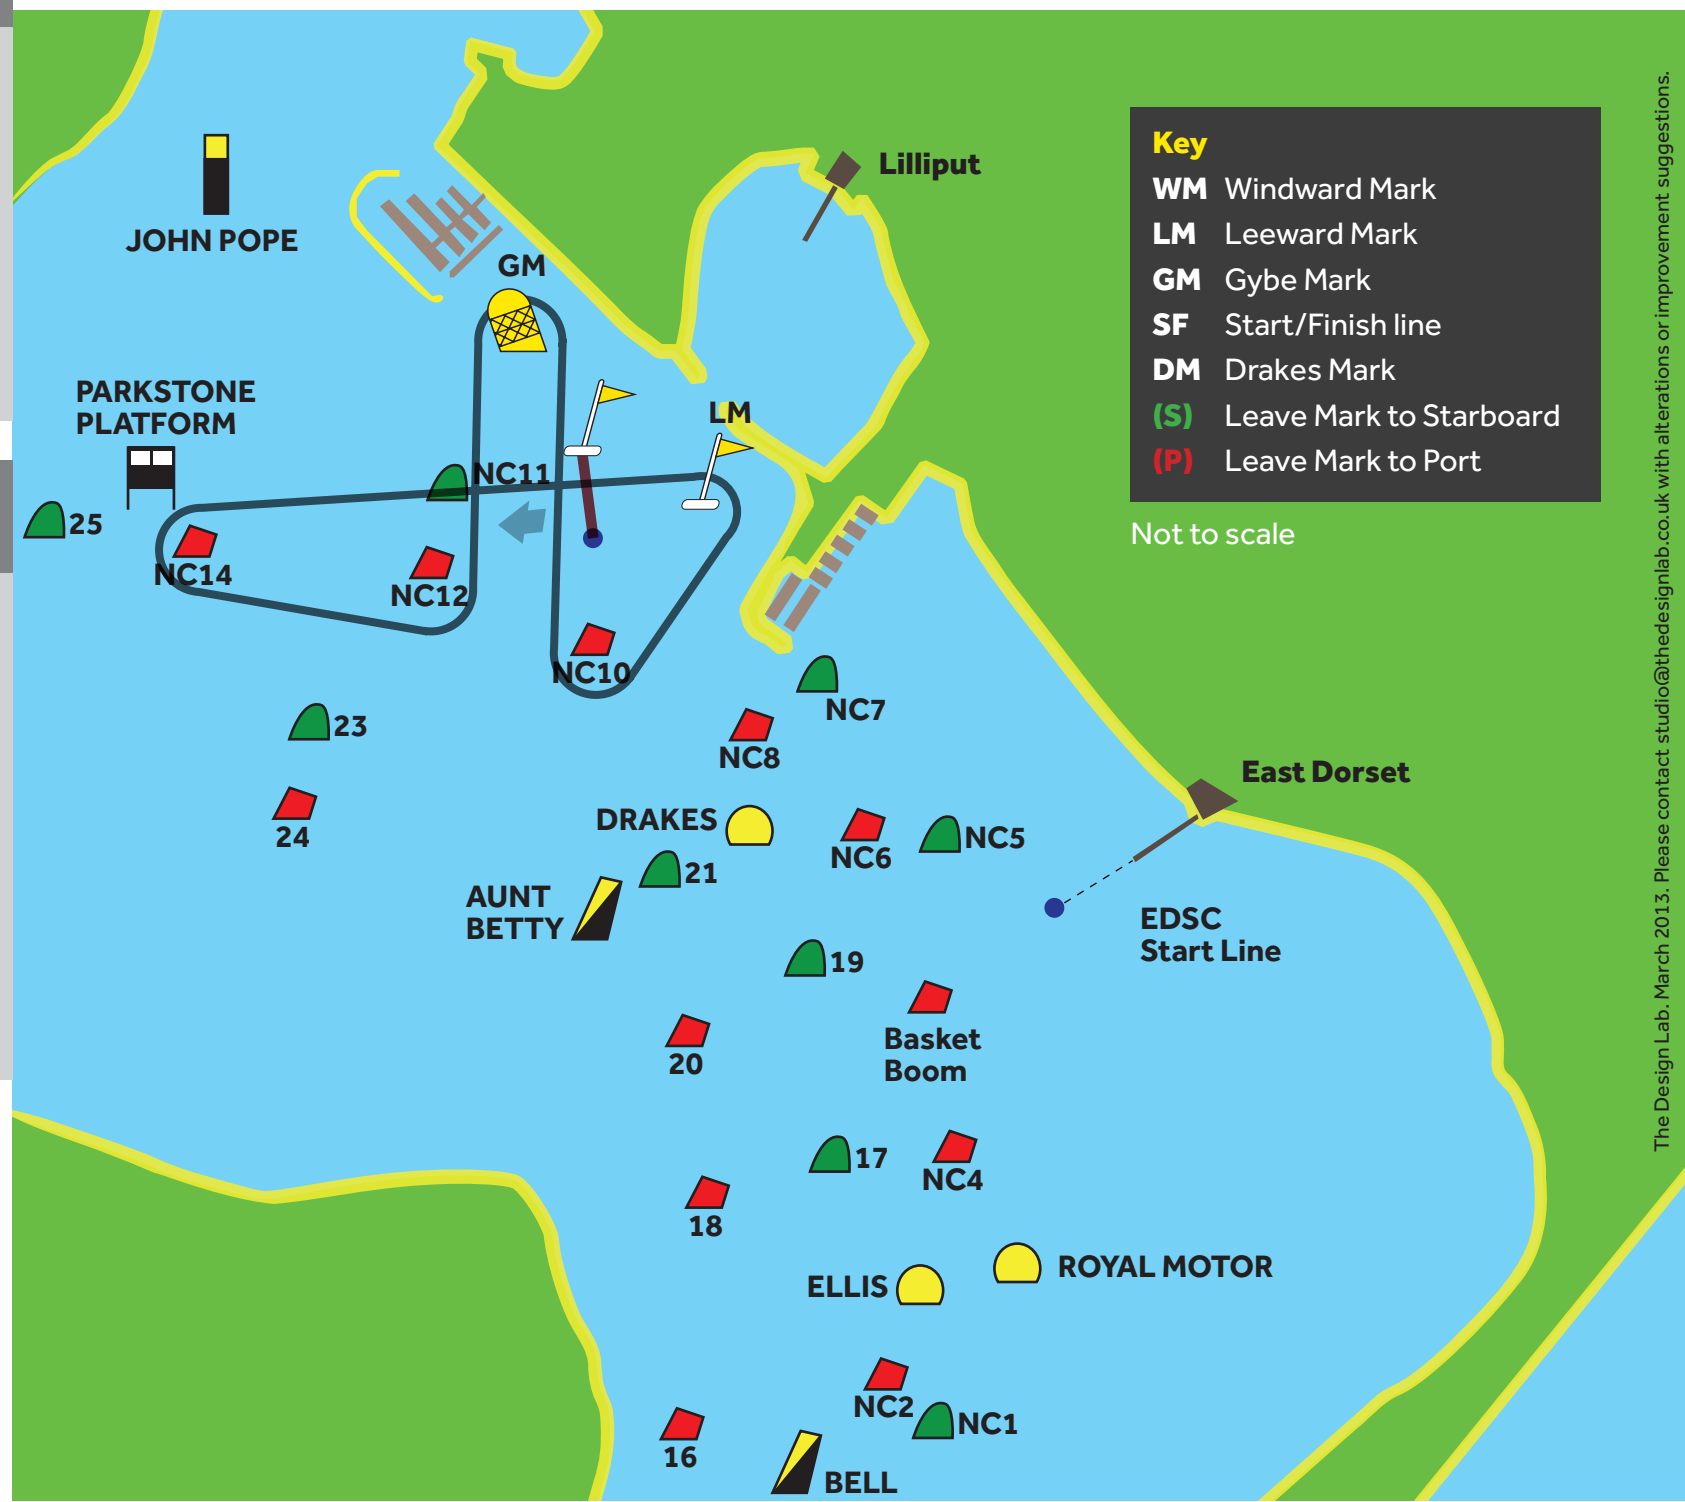 Lilliput
Key
WM Windward Mark
LM Leeward Mark
GM Gybe Mark
SF Start/Finish line
DM Drakes Mark
(S) Leave Mark to Starboard
(P) Leave Mark to Port
Not to scale
JOHN POPE
GM
PARKSTONE
PLATFORM
LM
NC11
25
NC14
NC12
NC10
NC7
23
NC8
24
East Dorset
DRAKES
NC6
NC5
21
AUNT
BETTY
EDSC
Start Line
19
20
Basket
Boom
17
NC4
18
ELLIS
ROYAL MOTOR
NC2
NC1
16
BELL
The Design Lab. March 2013. Please contact studio@thedesignlab.co.uk with alterations or improvement suggestions.